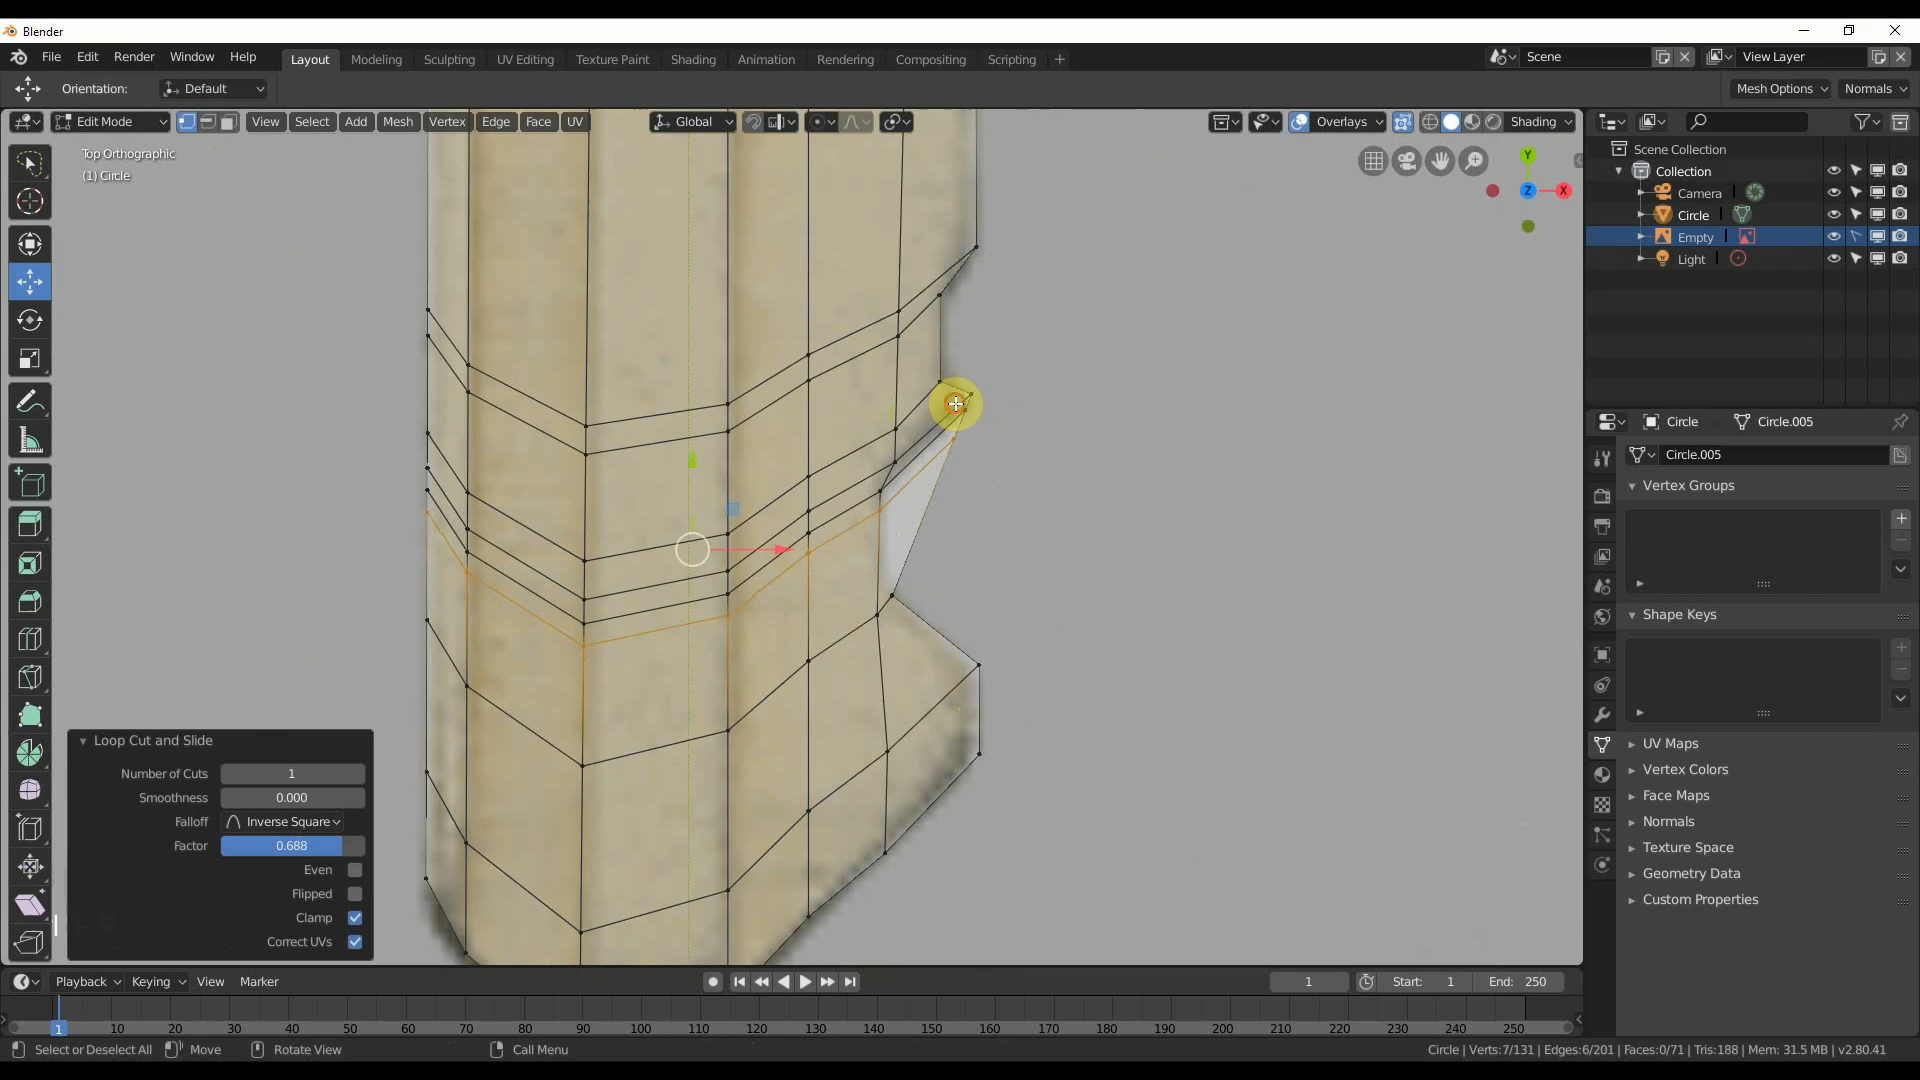 Blender
File Edit Render Window Help Layout Modeling Sculpting UV Editing Texture Paint Shading Animation Rendering Compositing Scripting + Scene View Layer
Orientation: Default Mesh Options Normals
Edit Mode View Select Add Mesh Vertex Edge Face UV Global Overlays Shading
Top Orthographic
(1) Circle
Y
Z
X
Scene Collection
Collection
Camera
Circle
Empty
Light
Circle Circle.005
Circle.005
Vertex Groups
Shape Keys
UV Maps
Vertex Colors
Face Maps
Normals
Texture Space
Geometry Data
Custom Properties
Loop Cut and Slide
Number of Cuts 1
Smoothness 0.000
Falloff Inverse Square
Factor 0.688
Even
Flipped
Clamp
Correct UVs
Playback Keying View Marker 1 Start: 1 End: 250
1 10 20 30 40 50 60 70 80 90 100 110 120 130 140 150 160 170 180 190 200 210 220 230 240 250
Select or Deselect All Move Rotate View Call Menu Circle | Verts:7/131 | Edges:6/201 | Faces:0/71 | Tris:188 | Mem: 31.5 MB | v2.80.41